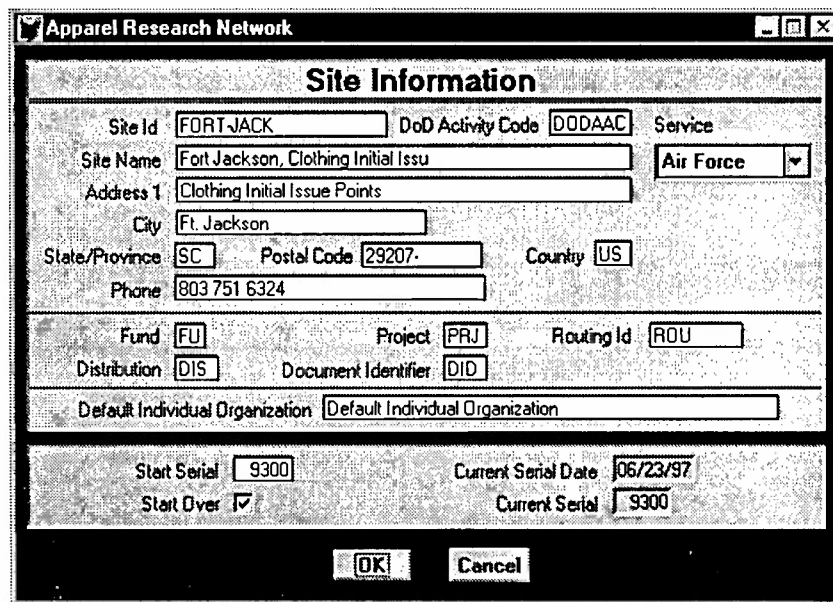 Apparel Research Network
Site Information
Site Id FORT-JACK DoD Activity Code DODAAC Service
Site Name Fort Jackson, Clothing Initial Issu Air Force
Address 1 Clothing Initial Issue Points
City Ft. Jackson
State/Province SC Postal Code 29207- Country US
Phone 803 751 6324
Fund FU Project PRJ Routing Id ROU
Distribution DIS Document Identifier DID
Default Individual Organization Default Individual Organization
Start Serial 9300 Current Serial Date 06/23/97
Start Over Current Serial 9300
OK Cancel